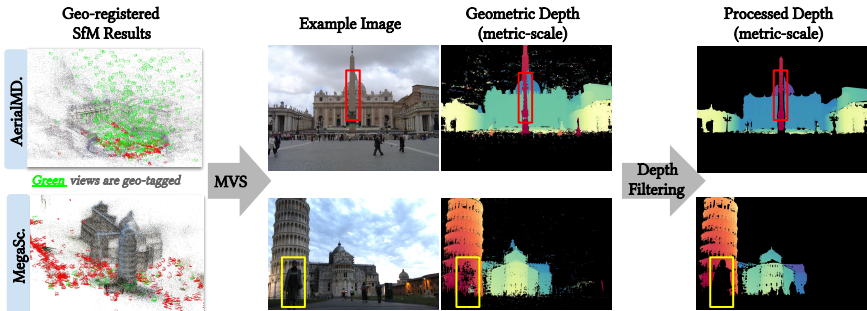 Geo-registered
SfM Results
Example Image
Geometric Depth
(metric-scale)
Processed Depth
(metric-scale)
AerialMD.
Green views are geo-tagged
MVS
Depth
Filtering
MegaSc.